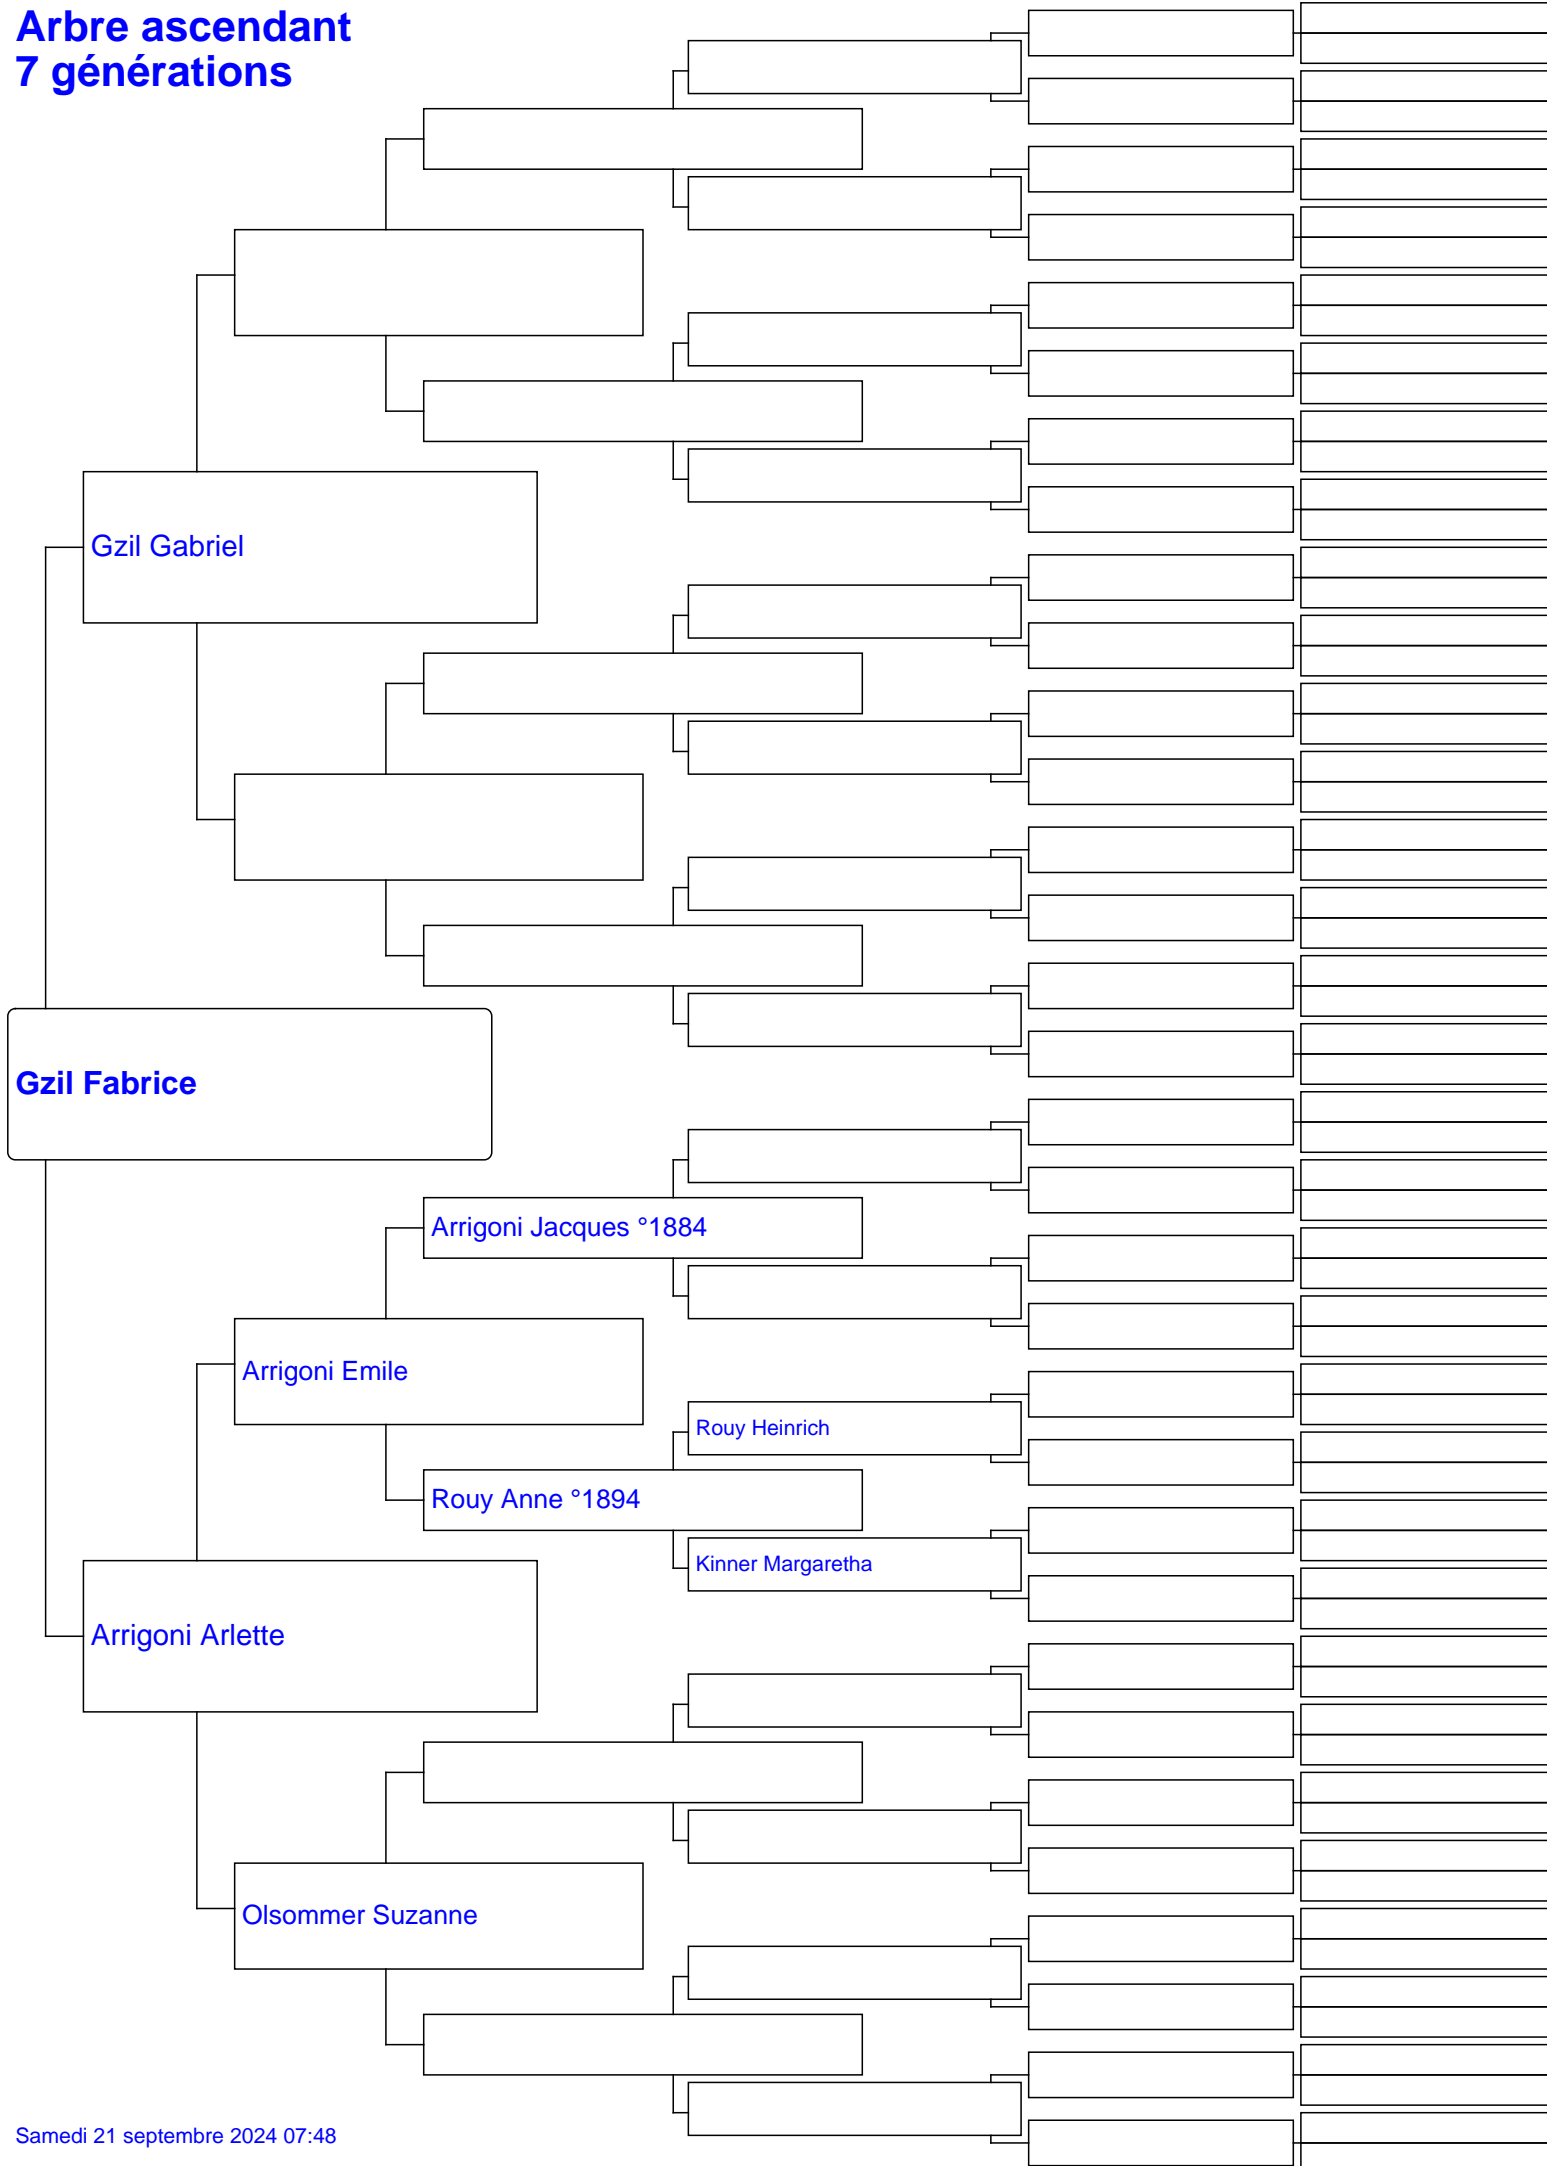 Arbre ascendant
7 générations
Gzil Gabriel
Gzil Fabrice
Arrigoni Jacques °1884
Arrigoni Emile
Rouy Heinrich
Rouy Anne °1894
Kinner Margaretha
Arrigoni Arlette
Olsommer Suzanne
Samedi 21 septembre 2024 07:48